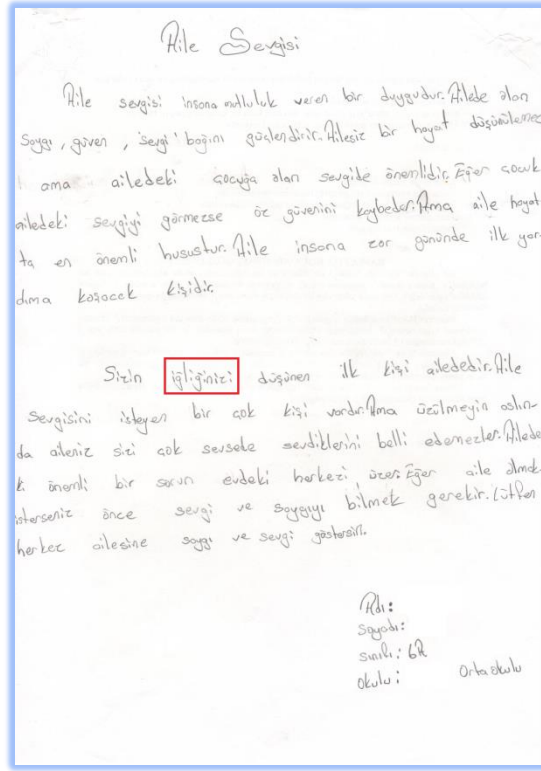 Aile Sevgisi
Aile sevgisi insana mutluluk veren bir duygudur. Ailede olan
Saygı, güven, sevgi bağını güçlendirir. Ailesiz bir hayat düşünülemez
ama ailedeki çocuğa olan sevgide önemlidir. Eğer çocuk
ailedeki sevgiyi görmezse öz güvenini kaybeder. Ama aile hayat
ta en önemli husustur. Aile insana zor gününde ilk yar
dıma koşacak kişidir.
Sizin iğliğinizi düşünen ilk kişi ailededir. Aile
Sevgisini isteyen bir çok kişi vardır. Ama üzülmeyin aslın-
da aileniz sizi çok sevsebe sevdiklerini belli edemezler. Ailede
ki önemli bir sorun evdeki herkezi üzer. Eğer aile olmak
isterseniz önce sevgi ve saygıyı bilmek gerekir. Lütfen
herkez ailesine saygı ve sevgi göstersin.
Adı:
Soyadı:
sınıfı: 6A
Okulu: Ortaokulu